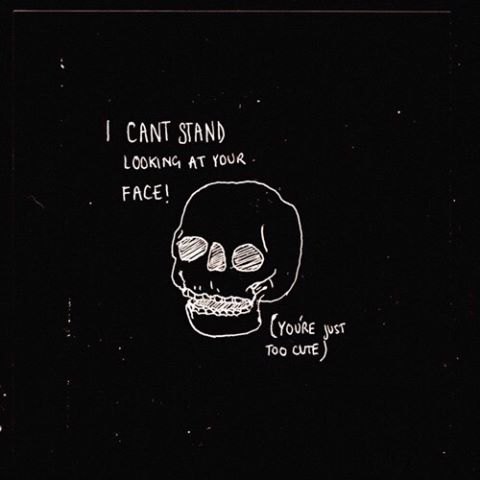 I CANT STAND
LOOKING AT YOUR
FACE!
(YOU'RE JUST
TOO CUTE)